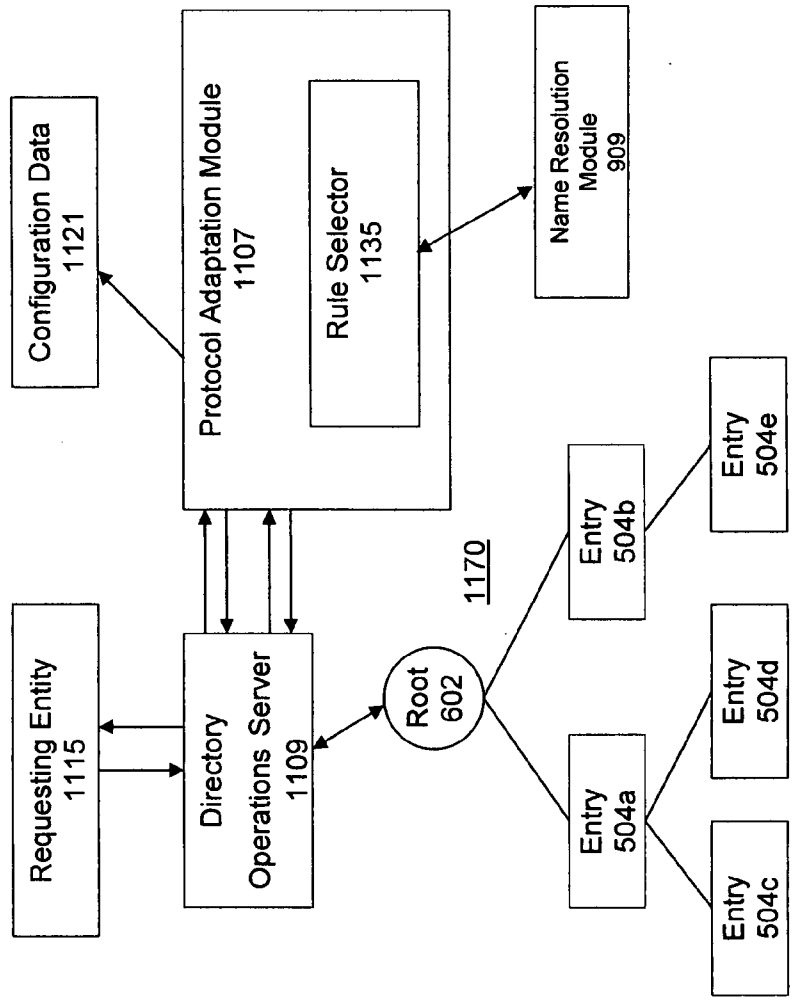 Requesting Entity
1115
Configuration Data
1121
Directory
Operations Server
1109
Protocol Adaptation Module
1107
Rule Selector
1135
Root
602
1170
Name Resolution
Module
909
Entry
504a
Entry
504b
Entry
504c
Entry
504d
Entry
504e